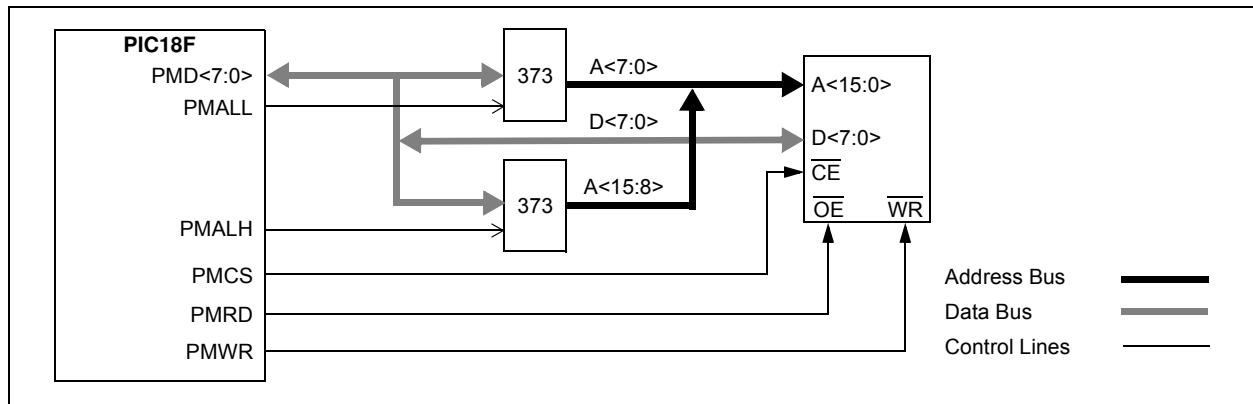 PIC18F
PMD<7:0>
PMALL
PMALH
PMCS
PMRD
PMWR
373
A<7:0>
D<7:0>
373
A<15:8>
A<15:0>
D<7:0>
CE
OE WR
Address Bus
Data Bus
Control Lines